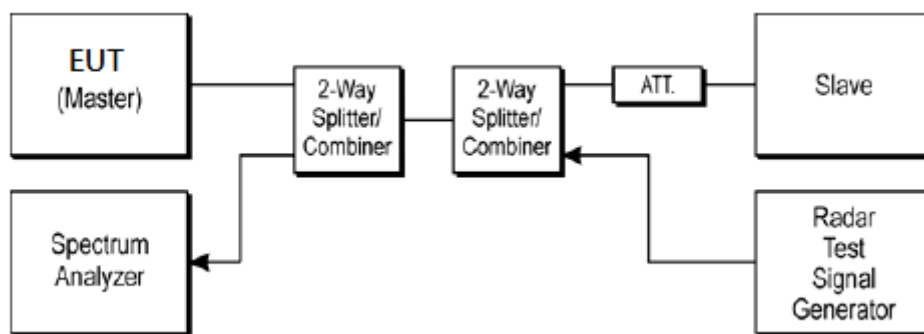 EUT
(Master)
2-Way
Splitter/
Combiner
2-Way
Splitter/
Combiner
ATT.
Slave
Spectrum
Analyzer
Radar
Test
Signal
Generator